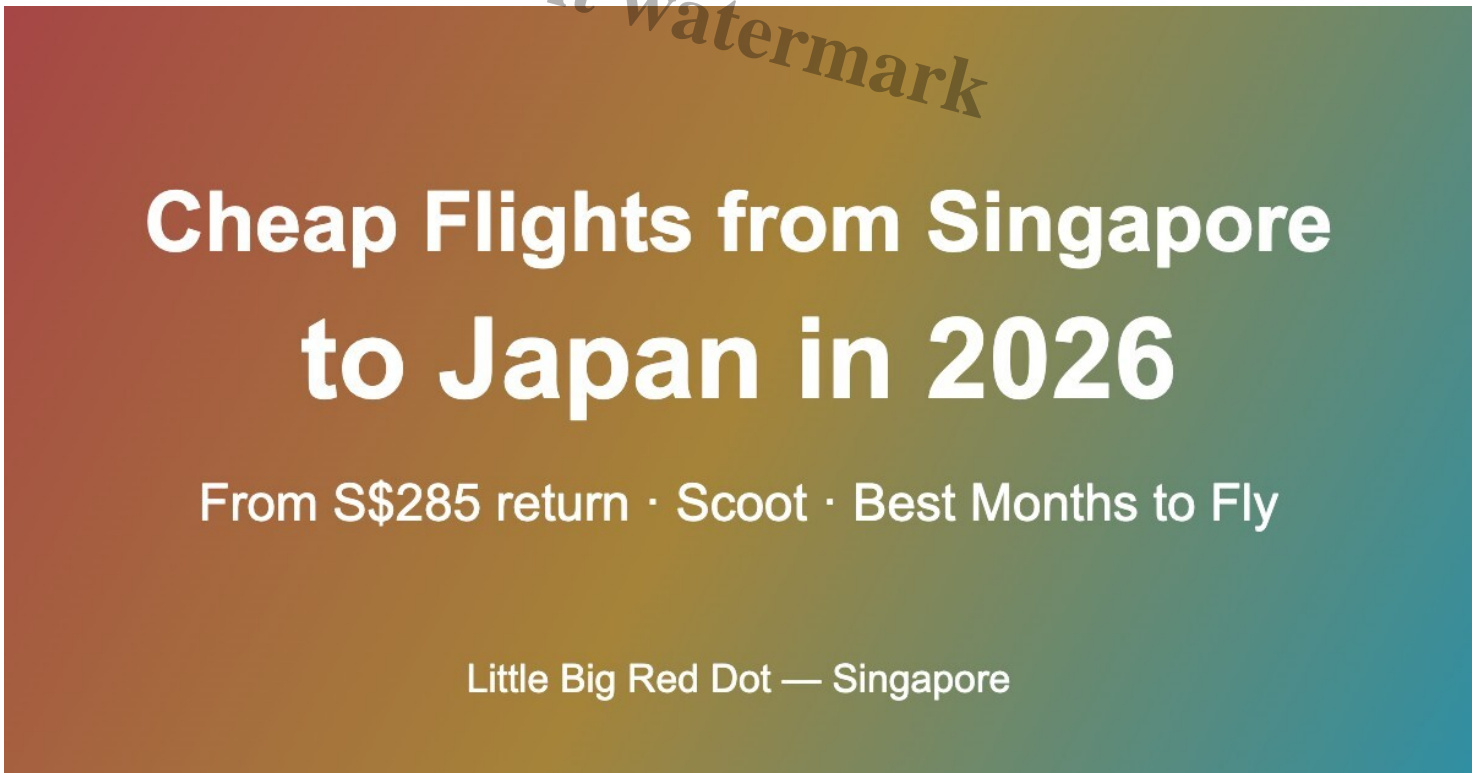 watermark
Cheap Flights from Singapore
to Japan in 2026
From S$285 return · Scoot · Best Months to Fly
Little Big Red Dot — Singapore